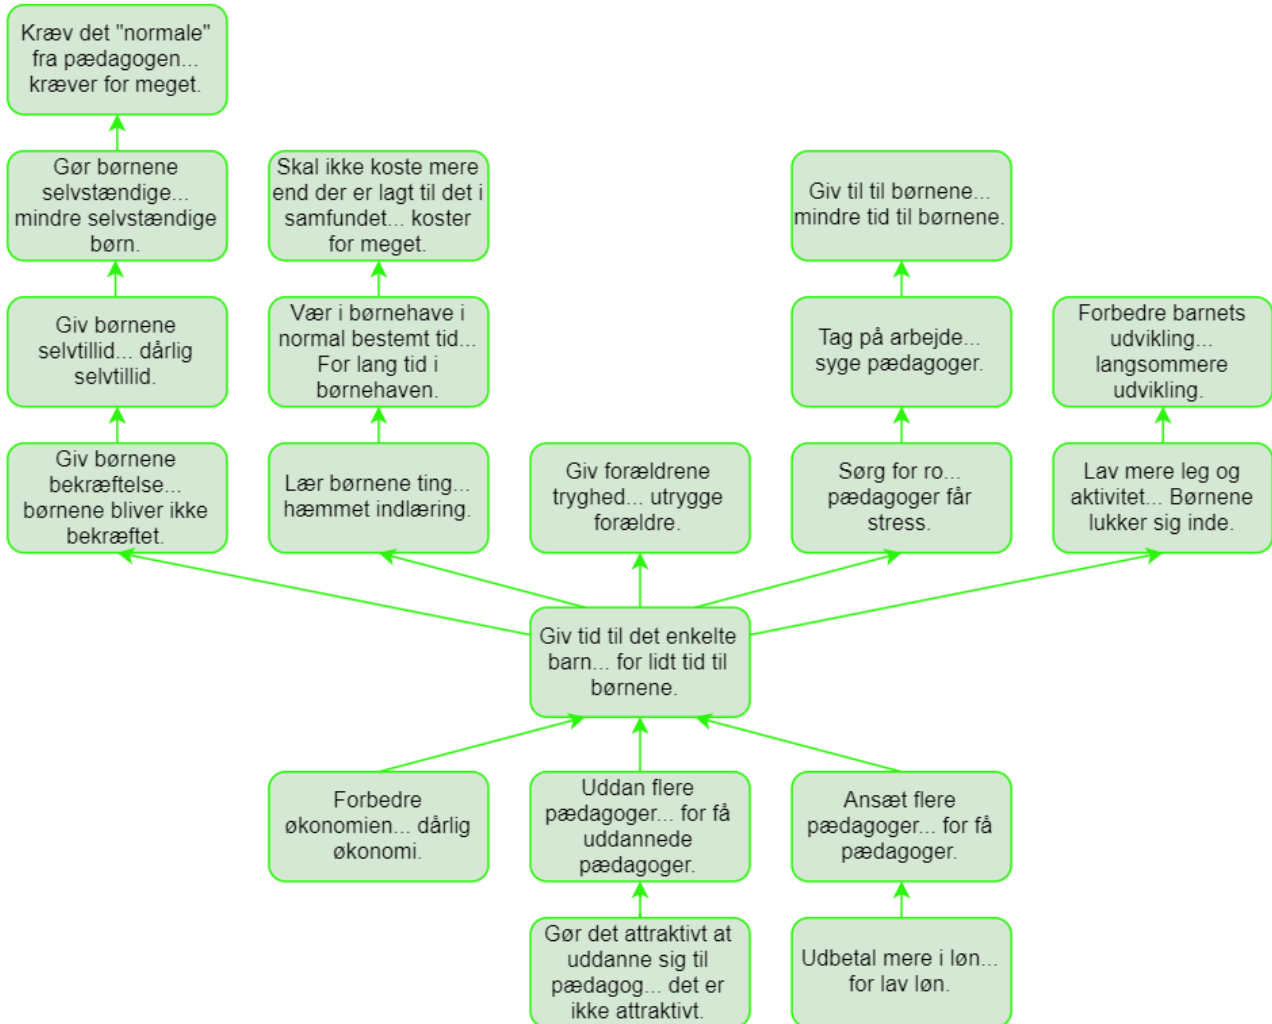 Kræv det "normale"
fra pædagogen...
kræver for meget.
Gør børnene
selvstændige...
mindre selvstændige
børn.
Skal ikke koste mere
end der er lagt til det i
samfundet... koster
for meget.
Giv til til børnene...
mindre tid til børnene.
Giv børnene
selvtillid... dårlig
selvtillid.
Vær i børnehave i
normal bestemt tid...
For lang tid i
børnehaven.
Tag på arbejde...
syge pædagoger.
Forbedre barnets
udvikling...
langsommere
udvikling.
Giv børnene
bekræftelse...
børnene bliver ikke
bekræftet.
Lær børnene ting...
hæmmet indlæring.
Giv forældrene
tryghed... utrygge
forældre.
Sørg for ro...
pædagoger får
stress.
Lav mere leg og
aktivitet... Børnene
lukker sig inde.
Giv tid til det enkelte
barn... for lidt tid til
børnene.
Forbedre
økonomien... dårlig
økonomi.
Uddan flere
pædagoger... for få
uddannede
pædagoger.
Ansæt flere
pædagoger... for få
pædagoger.
Gør det attraktivt at
uddanne sig til
pædagog... det er
ikke attraktivt.
Udbetal mere i løn...
for lav løn.